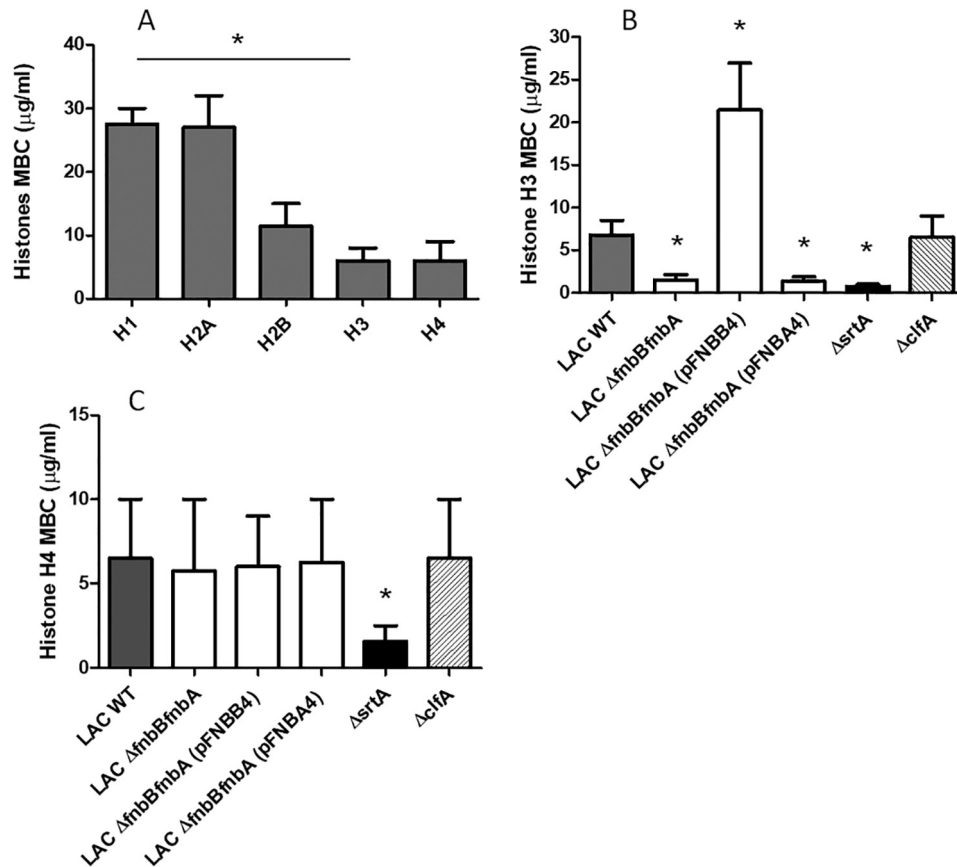 A
*
Histones MBC (µg/ml)
40
30
20
10
0
H1
H2A
H2B
H3
H4
B
*
Histone H3 MBC (µg/ml)
30
25
20
15
10
5
0
*
*
*
LAC WT
LAC ΔfnbBfnbA
LAC ΔfnbBfnbA (pFNBB4)
LAC ΔfnbBfnbA (pFNBA4)
ΔsrtA
ΔclfA
C
Histone H4 MBC (µg/ml)
15
10
5
0
*
LAC WT
LAC ΔfnbBfnbA
LAC ΔfnbBfnbA (pFNBB4)
LAC ΔfnbBfnbA (pFNBA4)
ΔsrtA
ΔclfA